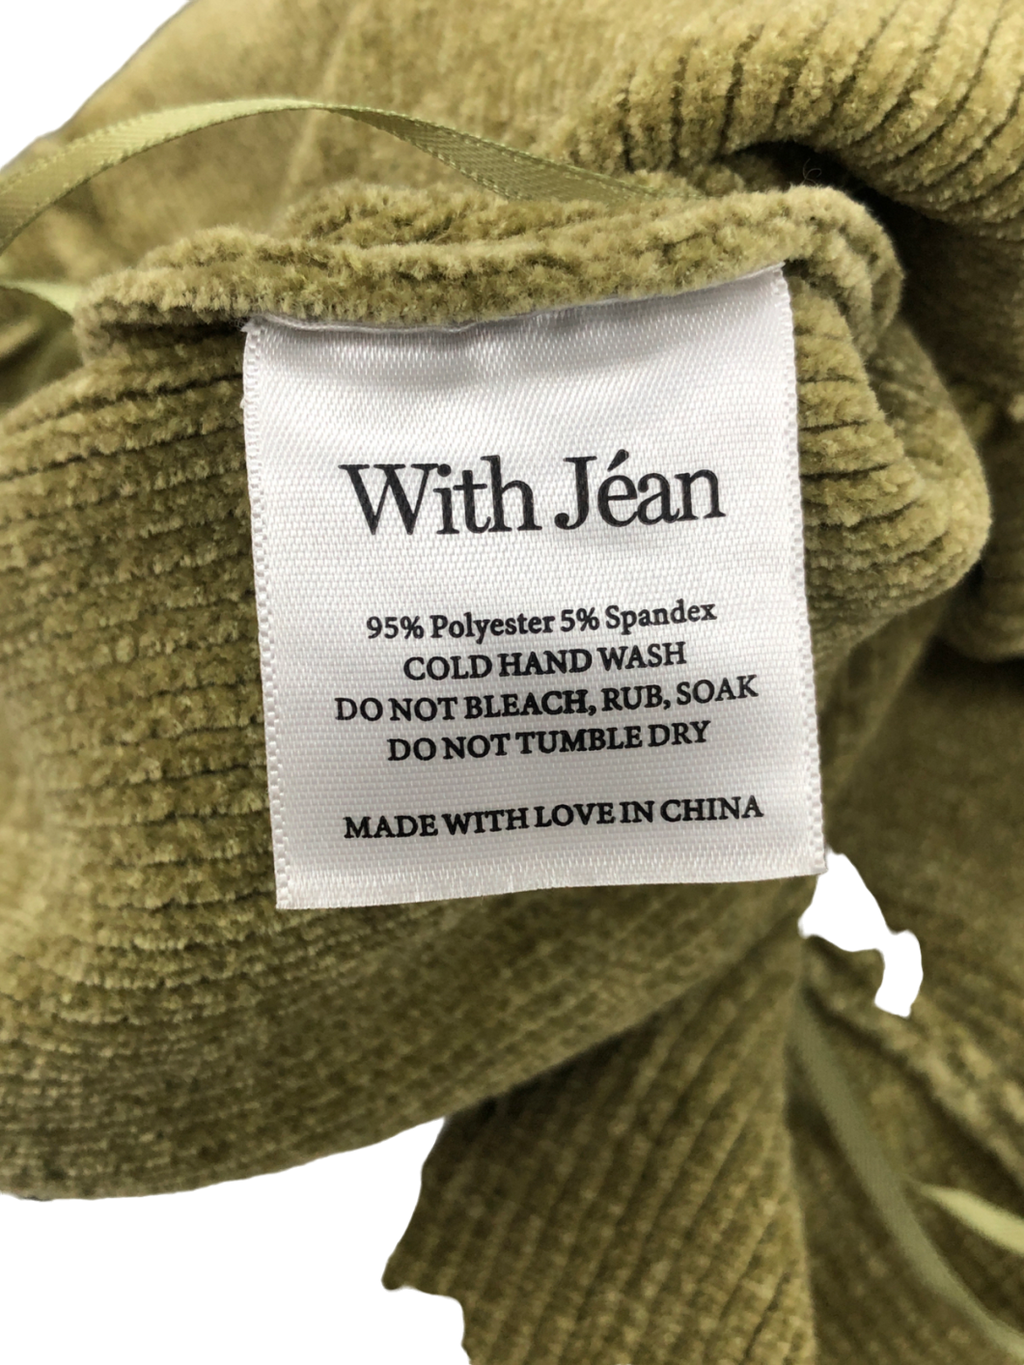 With Jéan
95% Polyester 5% Spandex
COLD HAND WASH
DO NOT BLEACH, RUB, SOAK
DO NOT TUMBLE DRY
MADE WITH LOVE IN CHINA